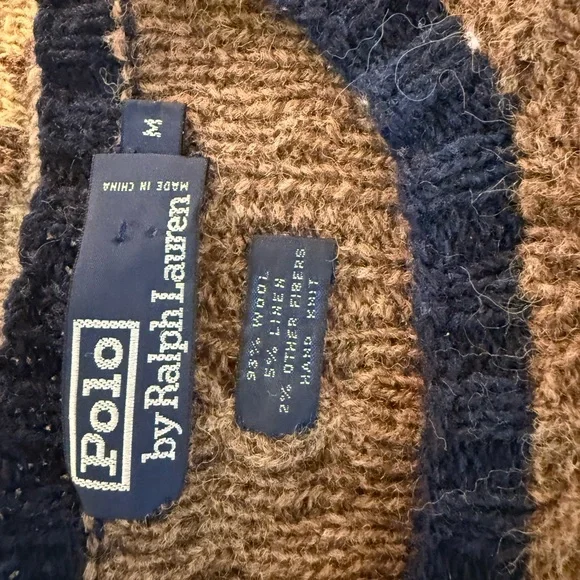 M
Polo
by Ralph Lauren
MADE IN CHINA
93% WOOL
5% LINEN
2% OTHER FIBERS
HAND KNIT